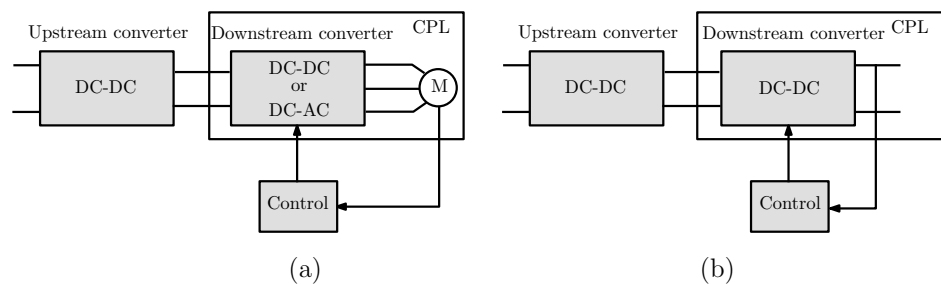 Upstream converter
Downstream converter
CPL
DC-DC
DC-DC
or
DC-AC
M
Control
(a)
Upstream converter
Downstream converter
CPL
DC-DC
DC-DC
Control
(b)